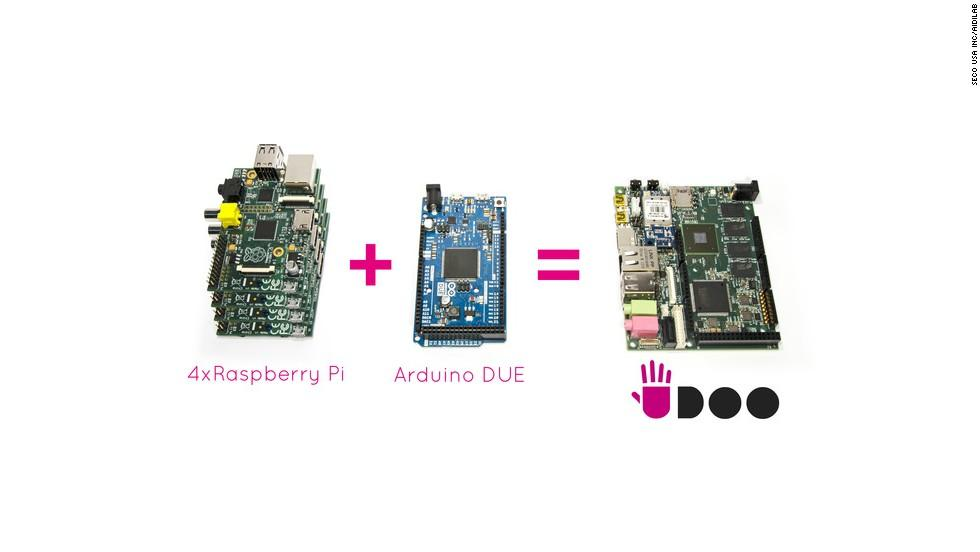 SECO USA INC/AIDILAB
4xRaspberry Pi
+
Arduino DUE
=
UDOO